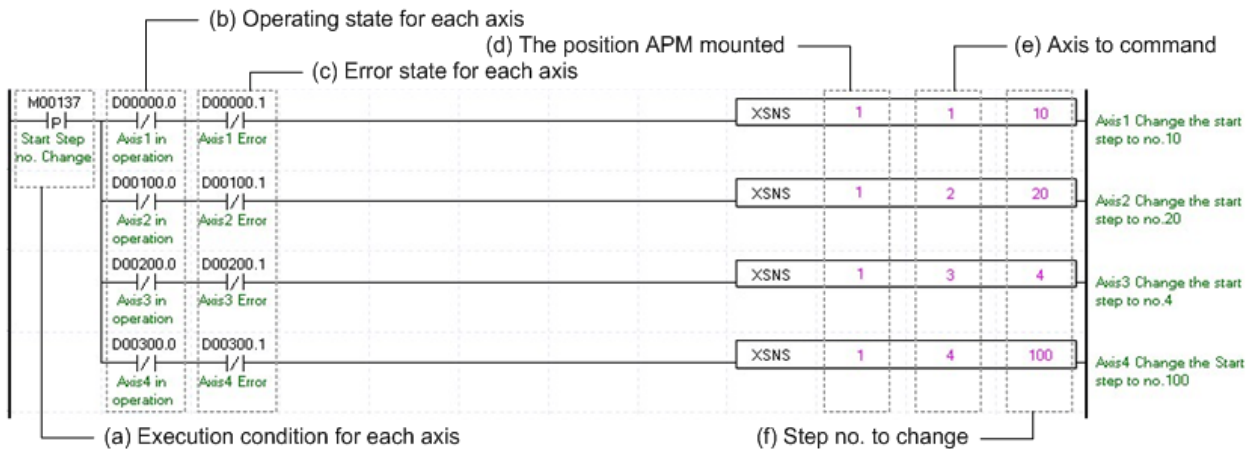 (b) Operating state for each axis
(d) The position APM mounted
(e) Axis to command
(c) Error state for each axis
M00137
D00000.0
D00000.1
P
XSNS 1 1 10
Start Step
no. Change
Axis1 in
operation
Axis1 Error
Axis1 Change the start
step to no.10
D00100.0
D00100.1
XSNS 1 2 20
Axis2 in
operation
Axis2 Error
Axis2 Change the start
step to no.20
D00200.0
D00200.1
XSNS 1 3 4
Axis3 in
operation
Axis3 Error
Axis3 Change the start
step to no.4
D00300.0
D00300.1
XSNS 1 4 100
Axis4 in
operation
Axis4 Error
Axis4 Change the Start
step to no.100
(a) Execution condition for each axis
(f) Step no. to change